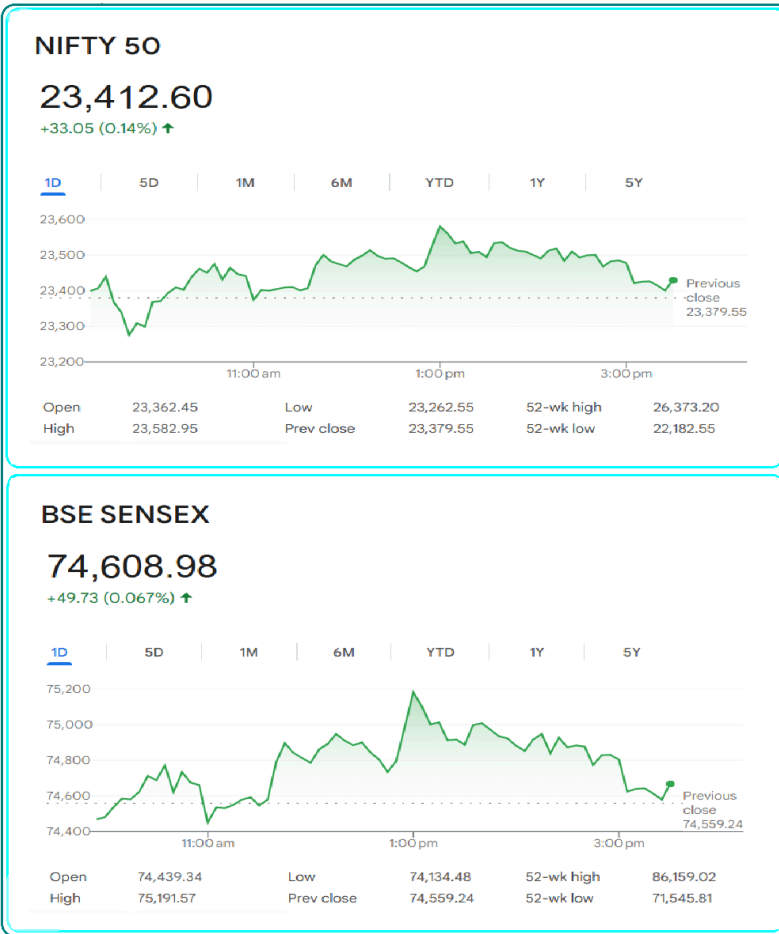 NIFTY 50
23,412.60
+33.05 (0.14%) ↑
1D 5D 1M 6M YTD 1Y 5Y
23,600
23,500
23,400
23,300
23,200
Previous
close
23,379.55
11:00 am 1:00 pm 3:00 pm
Open 23,362.45 Low 23,262.55 52-wk high 26,373.20
High 23,582.95 Prev close 23,379.55 52-wk low 22,182.55
BSE SENSEX
74,608.98
+49.73 (0.067%) ↑
1D 5D 1M 6M YTD 1Y 5Y
75,200
75,000
74,800
74,600
74,400
Previous
close
74,559.24
11:00 am 1:00 pm 3:00 pm
Open 74,439.34 Low 74,134.48 52-wk high 86,159.02
High 75,191.57 Prev close 74,559.24 52-wk low 71,545.81